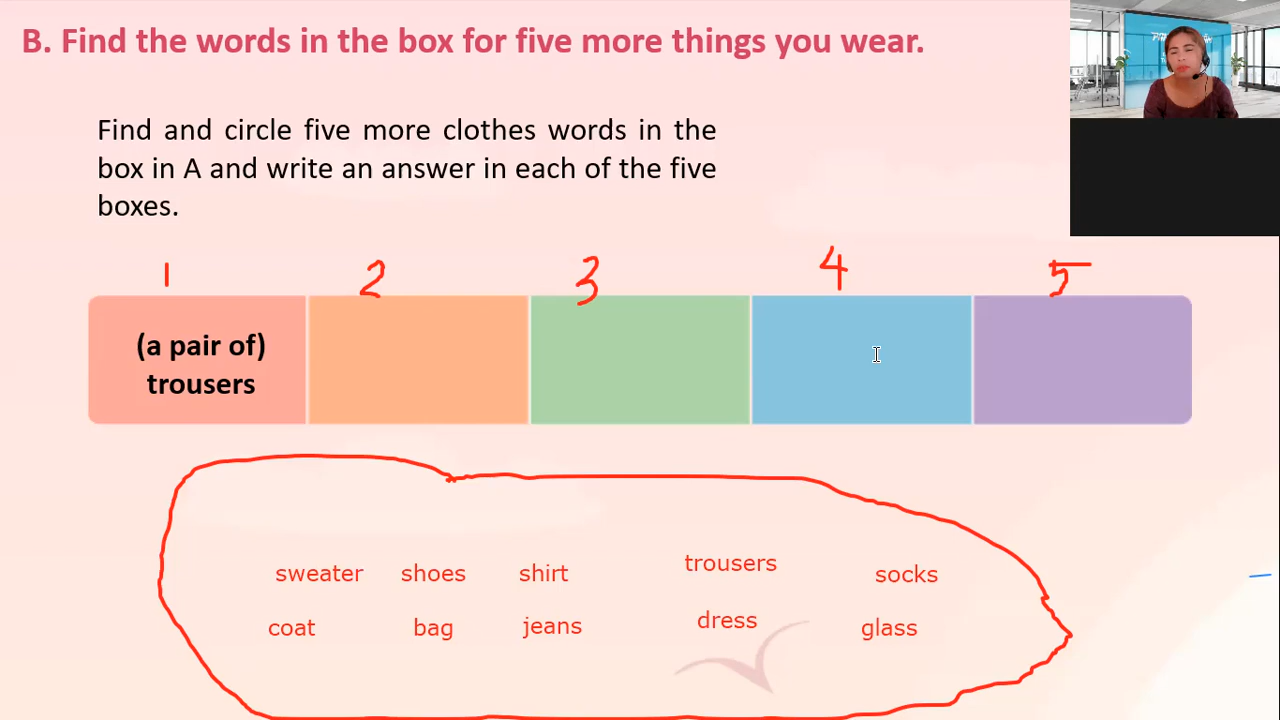 B. Find the words in the box for five more things you wear.
Find and circle five more clothes words in the
box in A and write an answer in each of the five
boxes.
1 2 3 4 5
(a pair of)
trousers
sweater shoes shirt trousers socks
coat bag jeans dress glass